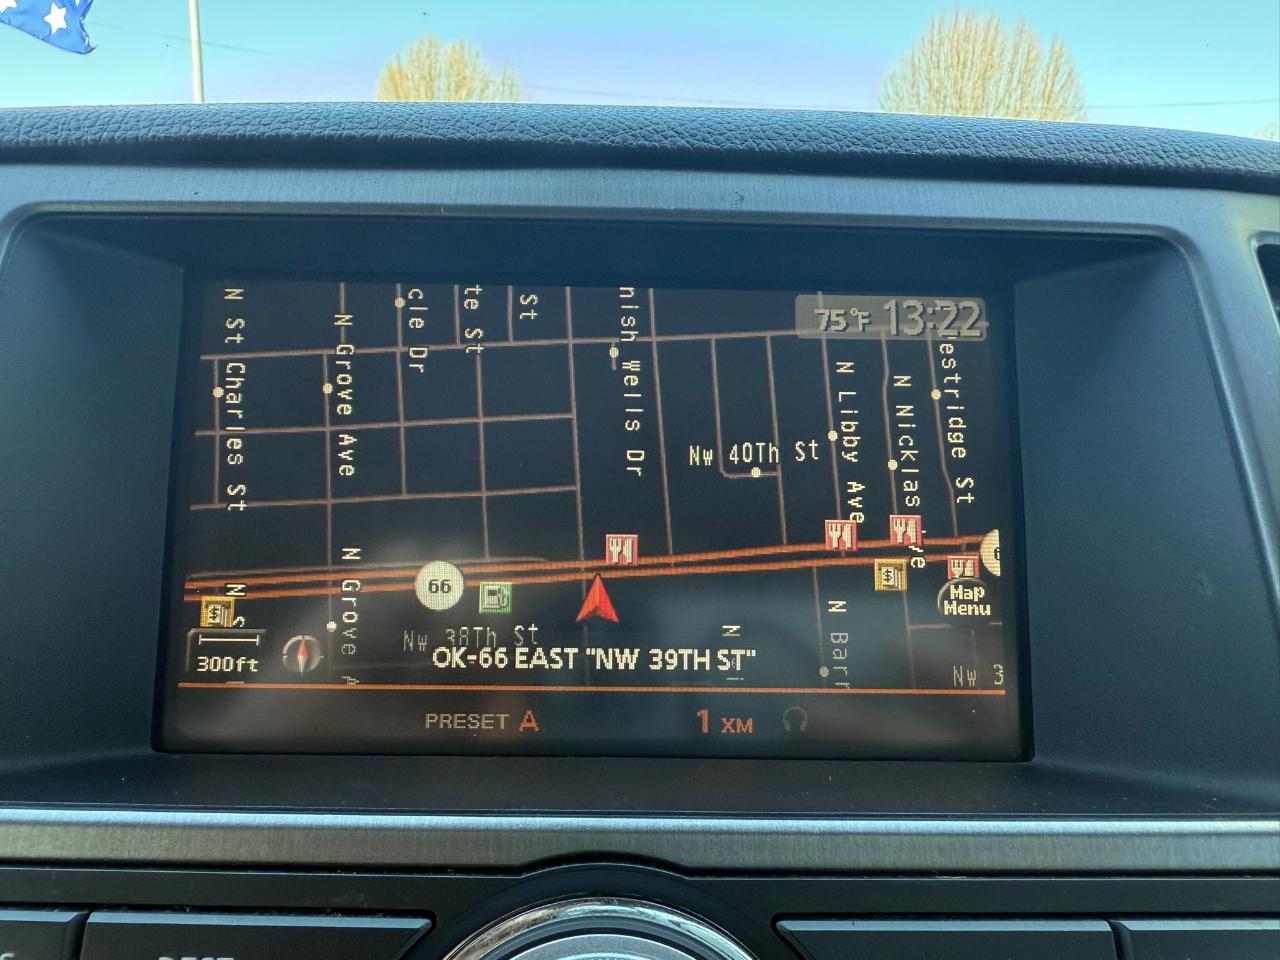 75°F 13:22
N St Charles St
N Grove Ave
cle Dr
te St
St
nish Wells Dr
Nw 40Th St
N Libby Ave
N Nicklas Ave
estridge St
66
Map
Menu
N Grove A
Nw 38Th St
N Barr
Nw 3
300ft
OK-66 EAST "NW 39TH ST"
PRESET A
1 XM